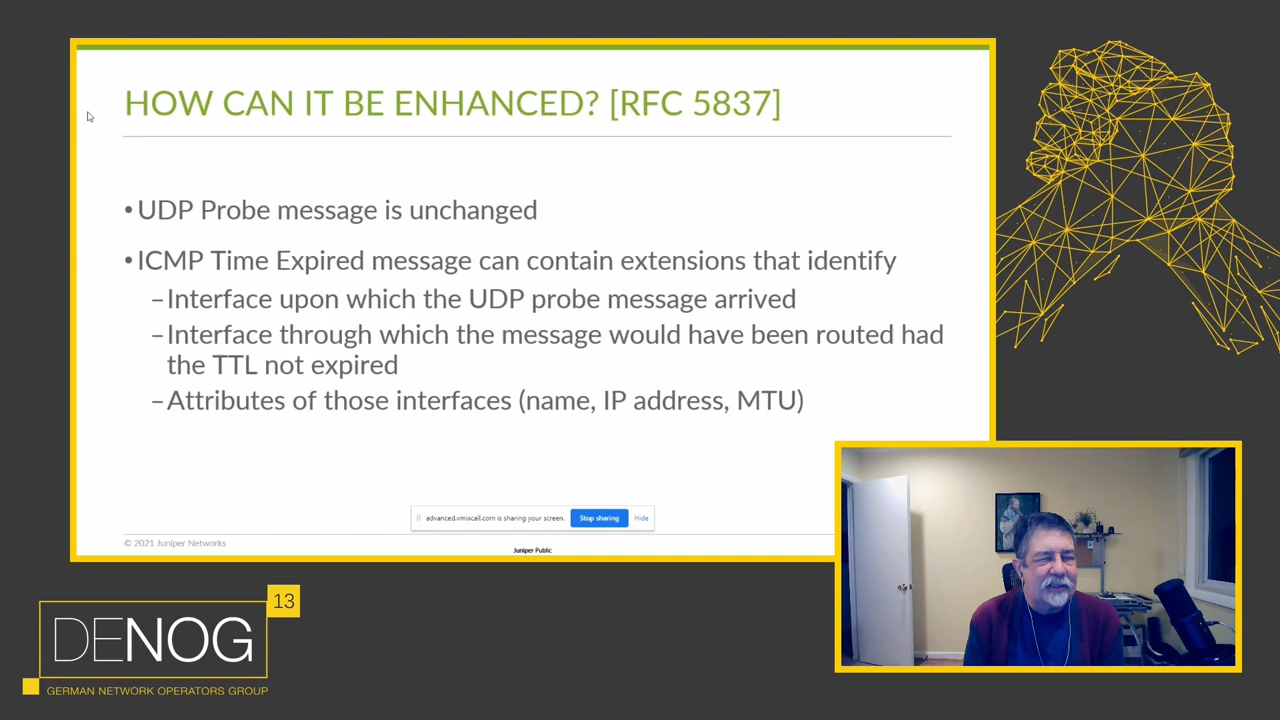 HOW CAN IT BE ENHANCED? [RFC 5837]
•UDP Probe message is unchanged
•ICMP Time Expired message can contain extensions that identify
–Interface upon which the UDP probe message arrived
–Interface through which the message would have been routed had
the TTL not expired
–Attributes of those interfaces (name, IP address, MTU)
advanced.vmixcall.com is sharing your screen.
Stop sharing
Hide
© 2021 Juniper Networks
Juniper Public
13
DENOG
GERMAN NETWORK OPERATORS GROUP